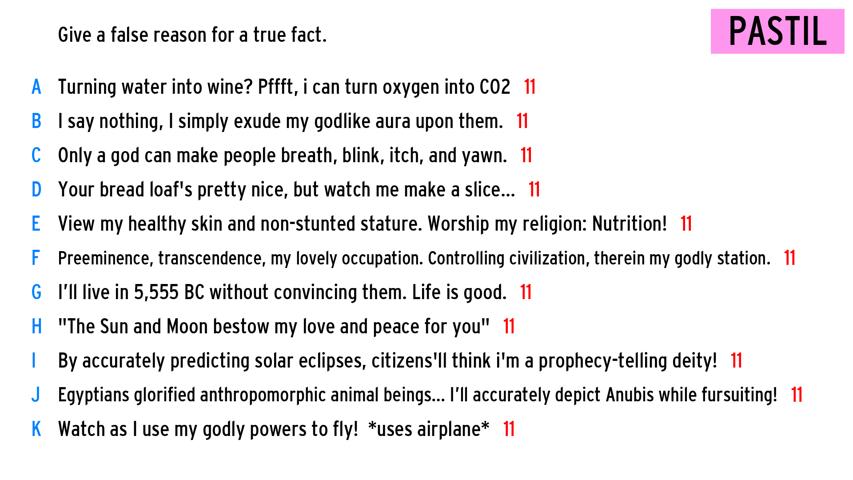 Give a false reason for a true fact.
PASTIL
A Turning water into wine? Pffft, i can turn oxygen into CO2 11
B I say nothing, I simply exude my godlike aura upon them. 11
C Only a god can make people breath, blink, itch, and yawn. 11
D Your bread loaf's pretty nice, but watch me make a slice... 11
E View my healthy skin and non-stunted stature. Worship my religion: Nutrition! 11
F Preeminence, transcendence, my lovely occupation. Controlling civilization, therein my godly station. 11
G I’ll live in 5,555 BC without convincing them. Life is good. 11
H "The Sun and Moon bestow my love and peace for you" 11
I By accurately predicting solar eclipses, citizens'll think i'm a prophecy-telling deity! 11
J Egyptians glorified anthropomorphic animal beings... I’ll accurately depict Anubis while fursuiting! 11
K Watch as I use my godly powers to fly! *uses airplane* 11